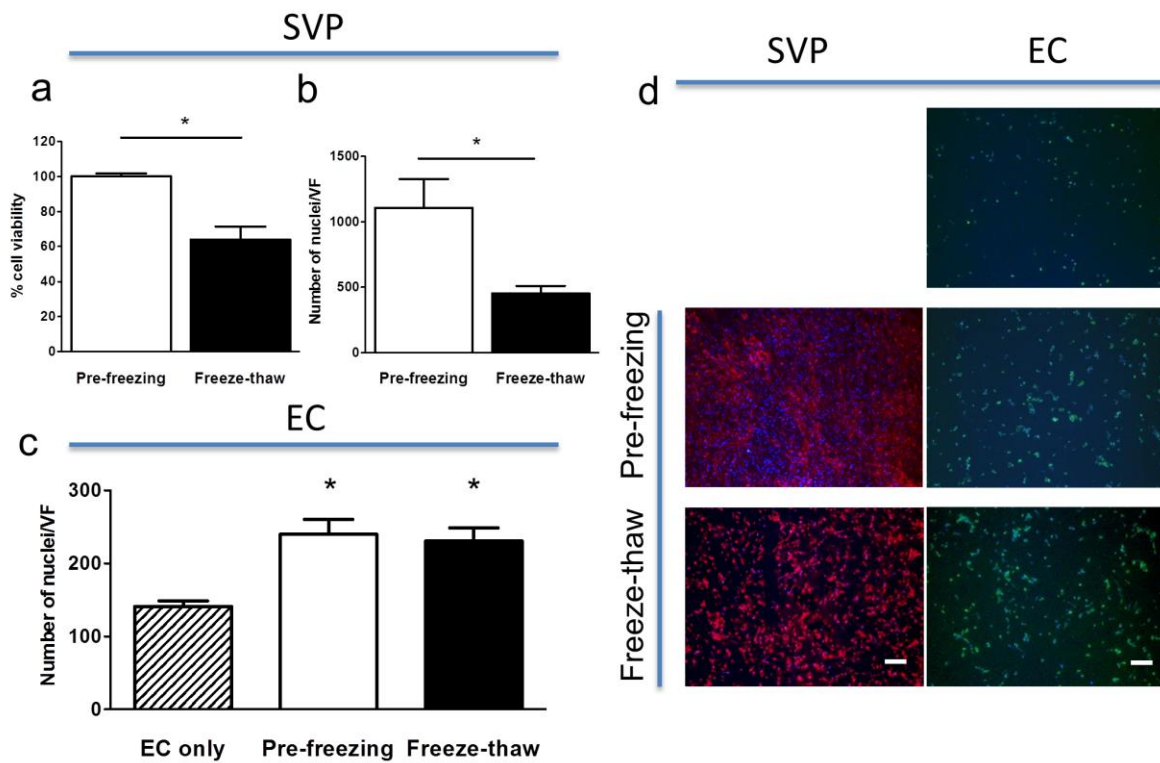 SVP
a
*
120
100
80
60
40
20
0
% cell viability
Pre-freezing
Freeze-thaw
b
*
1500
1000
500
0
Number of nuclei/VF
Pre-freezing
Freeze-thaw
EC
c
*
*
300
200
100
0
Number of nuclei/VF
EC only
Pre-freezing
Freeze-thaw
d
SVP
EC
Pre-freezing
Freeze-thaw